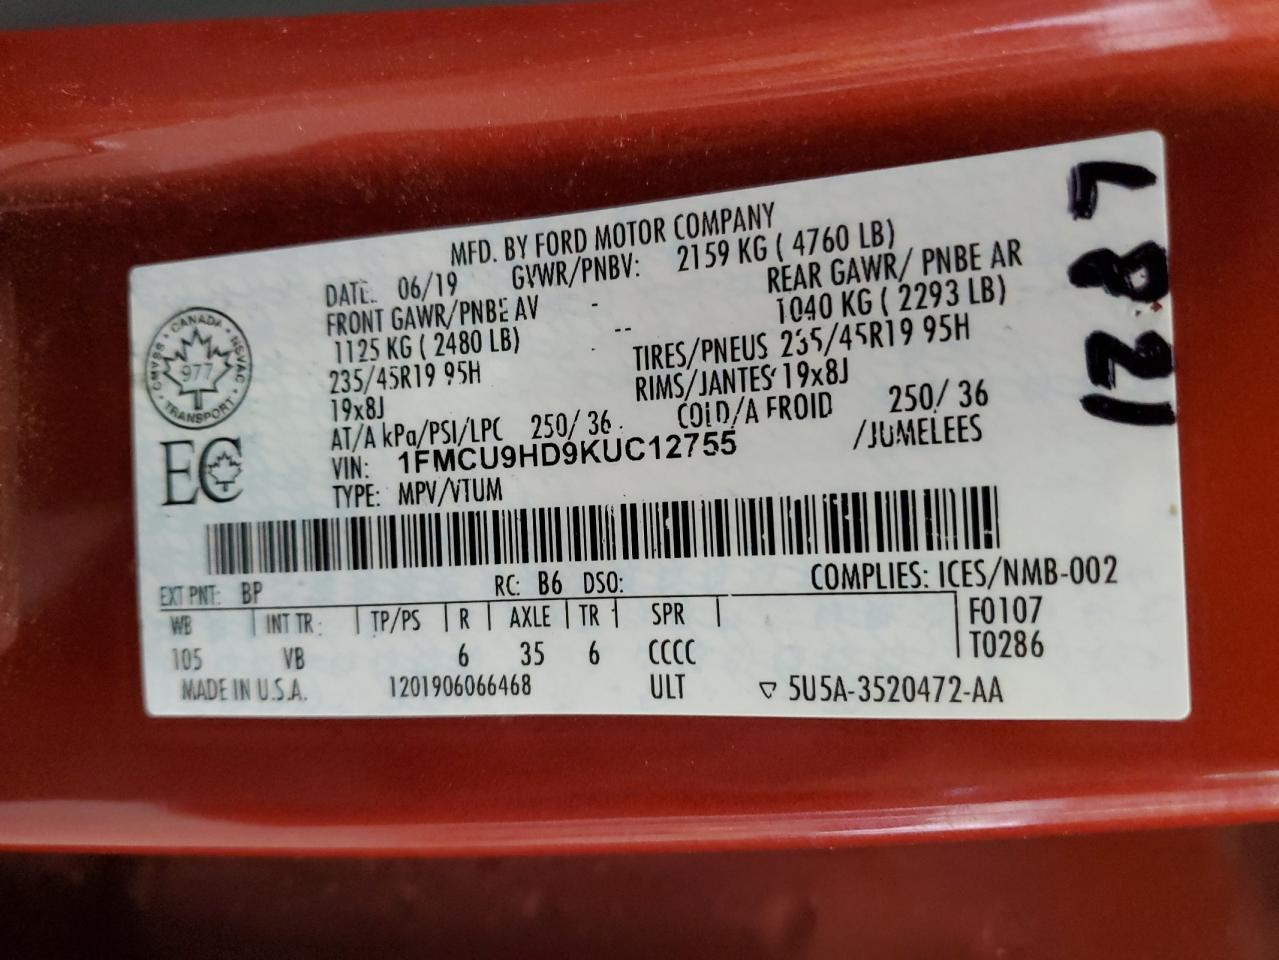 MFD. BY FORD MOTOR COMPANY
DATE: 06/19 GVWR/PNBV: 2159 KG ( 4760 LB)
FRONT GAWR/PNBE AV REAR GAWR/ PNBE AR
1125 KG ( 2480 LB) -- 1040 KG ( 2293 LB)
235/45R19 95H TIRES/PNEUS 235/45R19 95H
19x8J RIMS/JANTES 19x8J
AT/A kPa/PSI/LPC 250/ 36 COLD/A FROID 250/ 36
VIN: 1FMCU9HD9KUC12755 /JUMELEES
TYPE: MPV/VTUM
CANADA
CMVSS • NSVAC
977
TRANSPORT
EC
EXT PNT: BP RC: B6 DSO: COMPLIES: ICES/NMB-002
WB INT TR: TP/PS R AXLE TR SPR F0107
105 VB 6 35 6 CCCC T0286
MADE IN U.S.A. 1201906066468 ULT ▽ 5U5A-3520472-AA